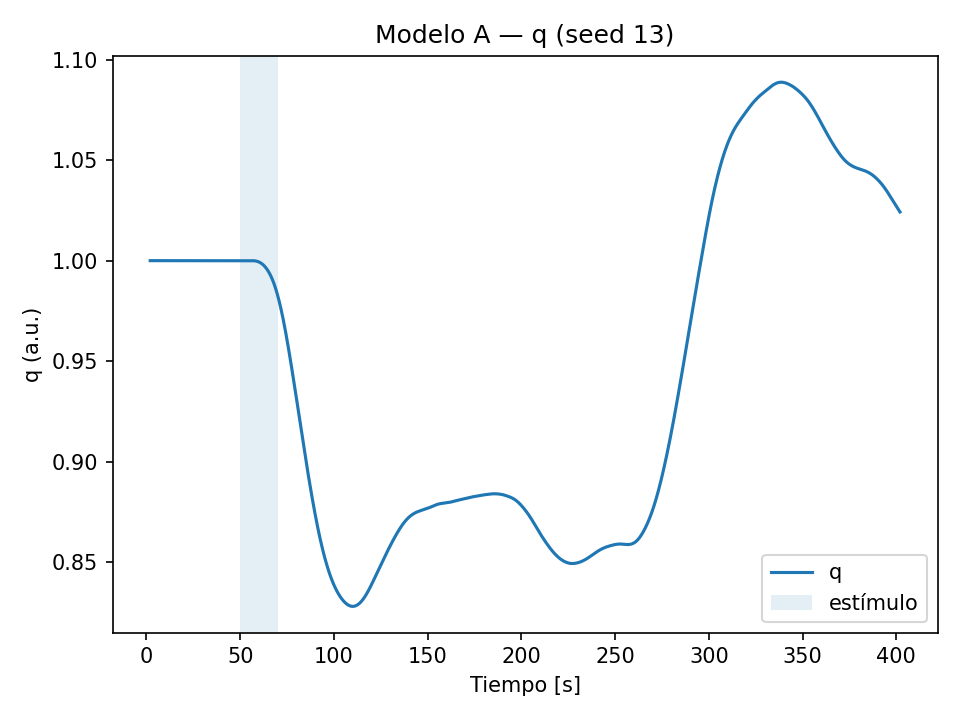 Modelo A — q (seed 13)
q (a.u.)
1.10
1.05
1.00
0.95
0.90
0.85
0 50 100 150 200 250 300 350 400
Tiempo [s]
q
estímulo